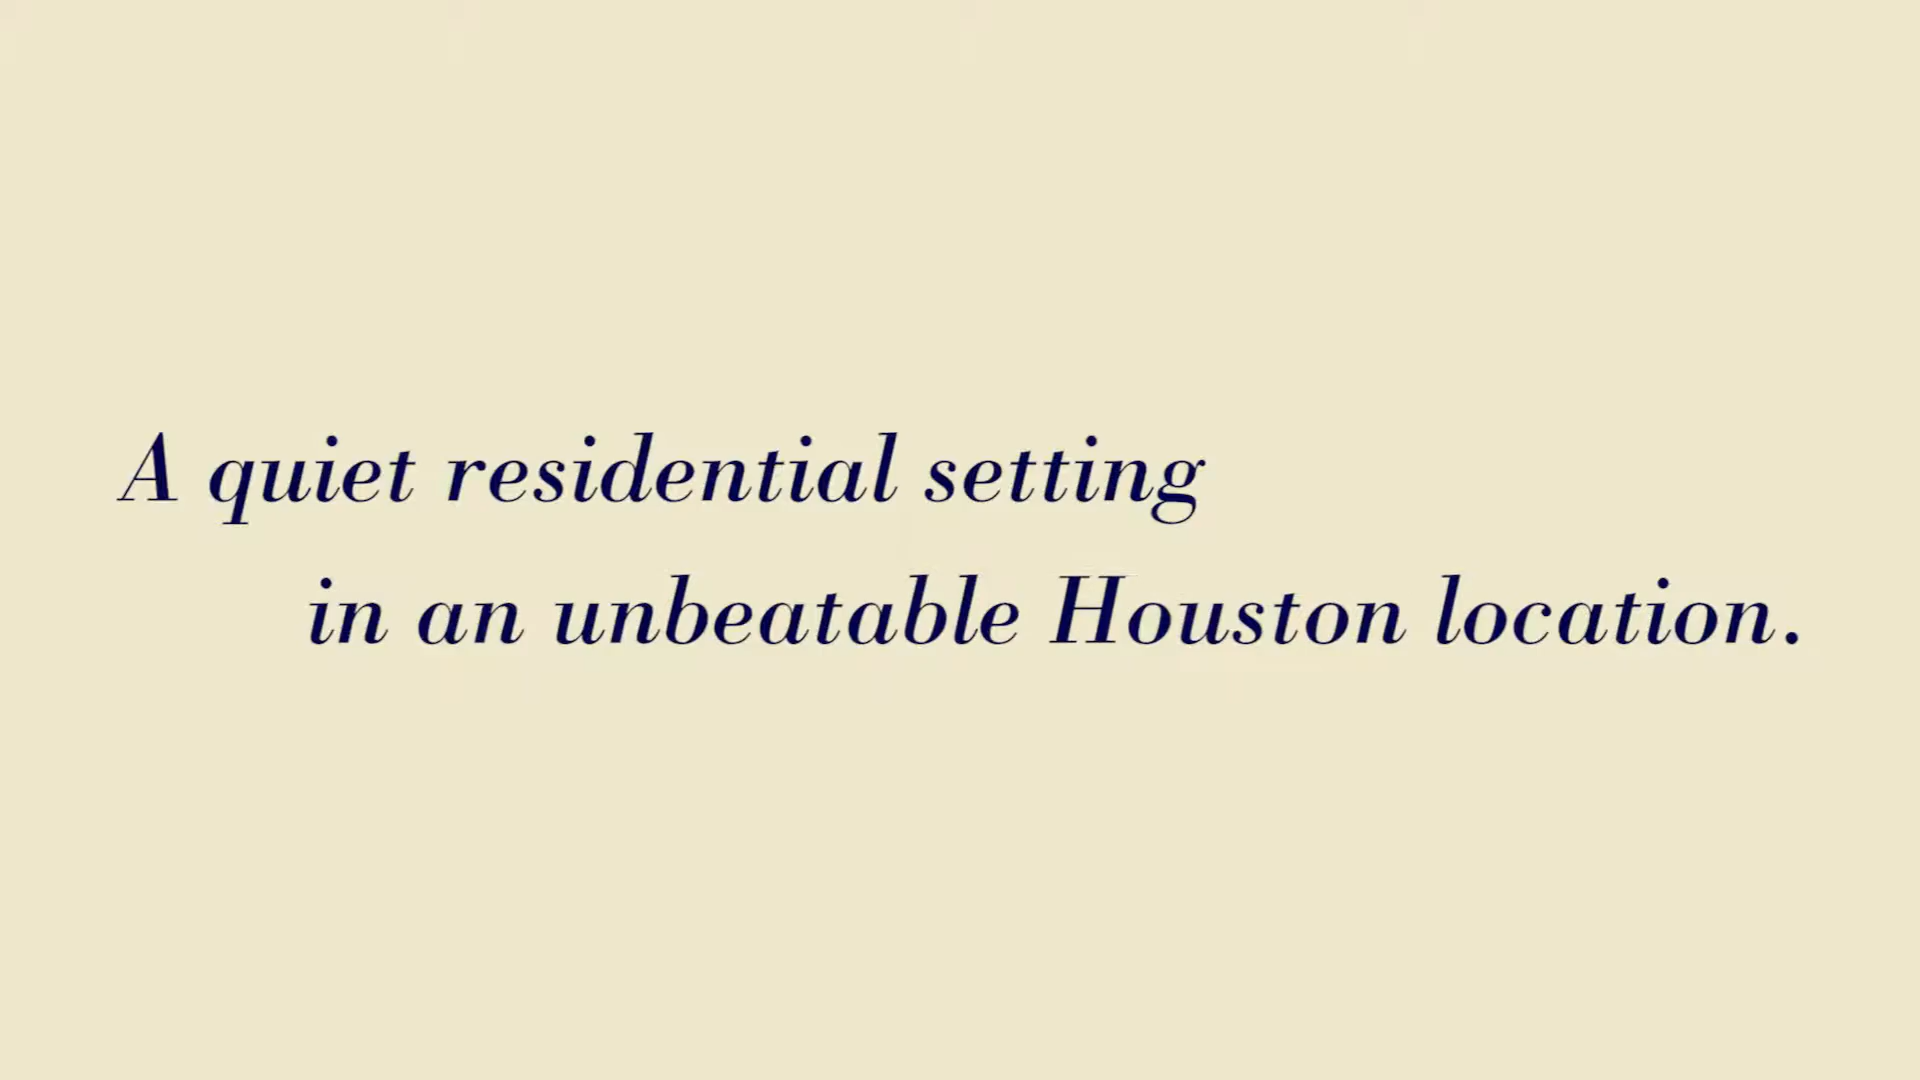 A quiet residential setting
in an unbeatable Houston location.